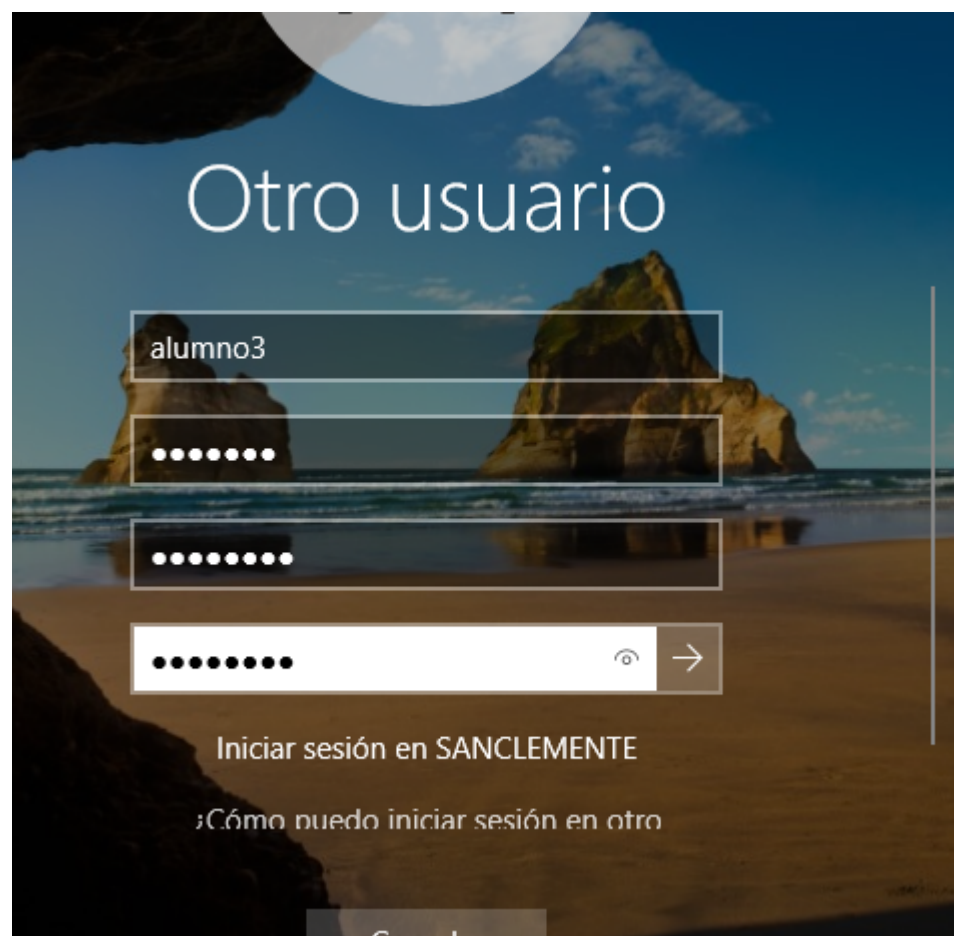 Otro usuario
alumno3
●●●●●●●
●●●●●●●●
●●●●●●●●
Iniciar sesión en SANCLEMENTE
¿Cómo puedo iniciar sesión en otro